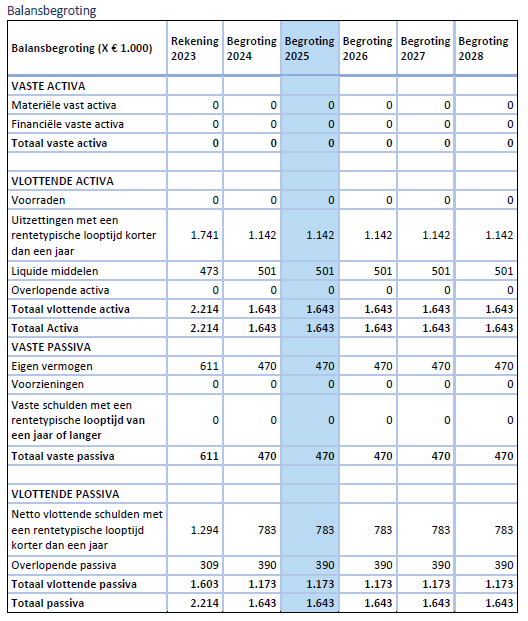 Balansbegroting
Balansbegroting (X € 1.000) Rekening 2023 Begroting 2024 Begroting 2025 Begroting 2026 Begroting 2027 Begroting 2028
VASTE ACTIVA
Materiële vast activa 0 0 0 0 0 0
Financiële vaste activa 0 0 0 0 0 0
Totaal vaste activa 0 0 0 0 0 0
VLOTTENDE ACTIVA
Voorraden 0 0 0 0 0 0
Uitzettingen met een
rentetypische looptijd korter 1.741 1.142 1.142 1.142 1.142 1.142
dan een jaar
Liquide middelen 473 501 501 501 501 501
Overlopende activa 0 0 0 0 0 0
Totaal vlottende activa 2.214 1.643 1.643 1.643 1.643 1.643
Totaal Activa 2.214 1.643 1.643 1.643 1.643 1.643
VASTE PASSIVA
Eigen vermogen 611 470 470 470 470 470
Voorzieningen 0 0 0 0 0 0
Vaste schulden met een
rentetypische looptijd van 0 0 0 0 0 0
een jaar of langer
Totaal vaste passiva 611 470 470 470 470 470
VLOTTENDE PASSIVA
Netto vlottende schulden met
een rentetypische looptijd 1.294 783 783 783 783 783
korter dan een jaar
Overlopende passiva 309 390 390 390 390 390
Totaal vlottende passiva 1.603 1.173 1.173 1.173 1.173 1.173
Totaal passiva 2.214 1.643 1.643 1.643 1.643 1.643